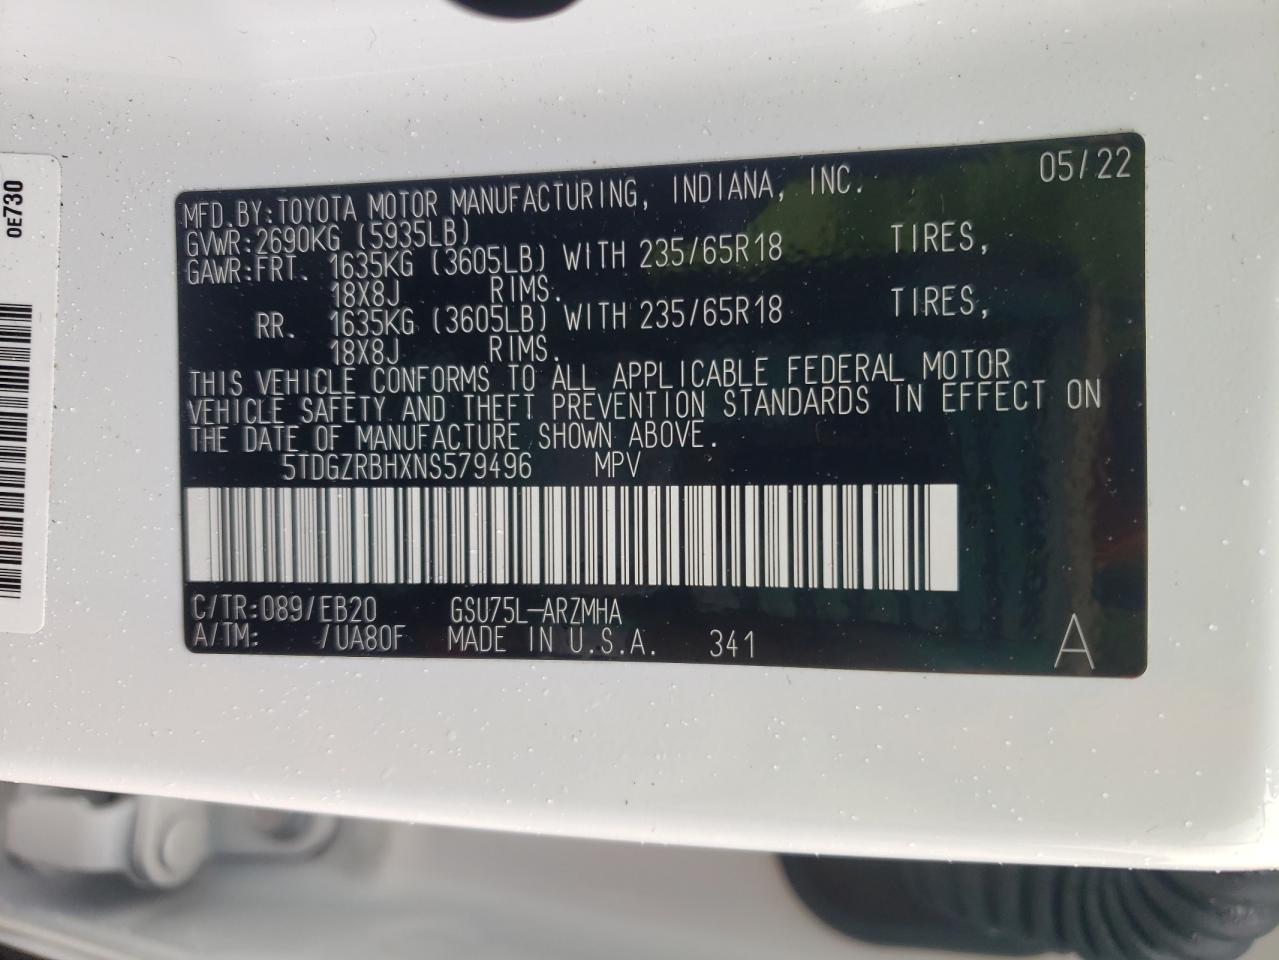 0E730
05/22
MFD.BY:TOYOTA MOTOR MANUFACTURING, INDIANA, INC.
GVWR:2690KG (5935LB)
GAWR:FRT. 1635KG (3605LB) WITH 235/65R18 TIRES,
18X8J RIMS.
RR. 1635KG (3605LB) WITH 235/65R18 TIRES,
18X8J RIMS.
THIS VEHICLE CONFORMS TO ALL APPLICABLE FEDERAL MOTOR
VEHICLE SAFETY AND THEFT PREVENTION STANDARDS IN EFFECT ON
THE DATE OF MANUFACTURE SHOWN ABOVE.
5TDGZRBHXNS579496 MPV
C/TR:089/EB20 GSU75L-ARZMHA
A/TM: /UA80F MADE IN U.S.A. 341
A